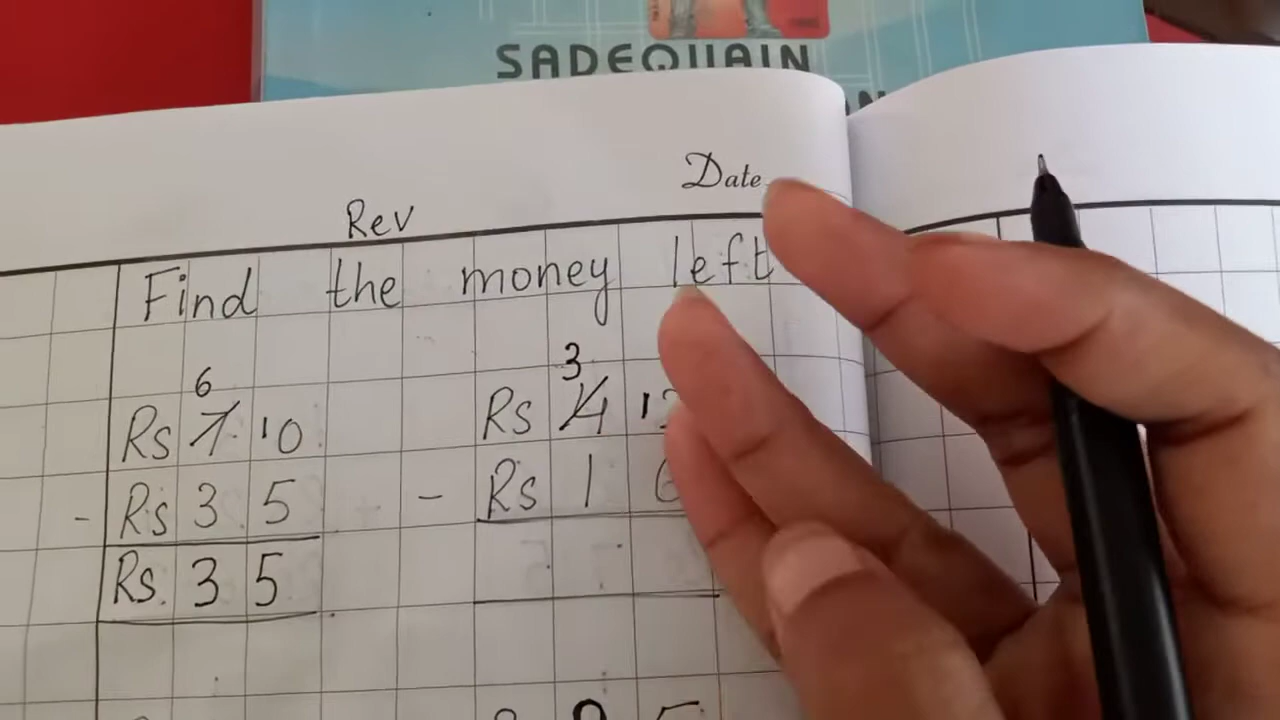 SADEQUAIN
Date
Rev
Find the money left
6
Rs 7 10
- Rs 3 5
Rs. 3 5
3
Rs 4 1
- Rs 1